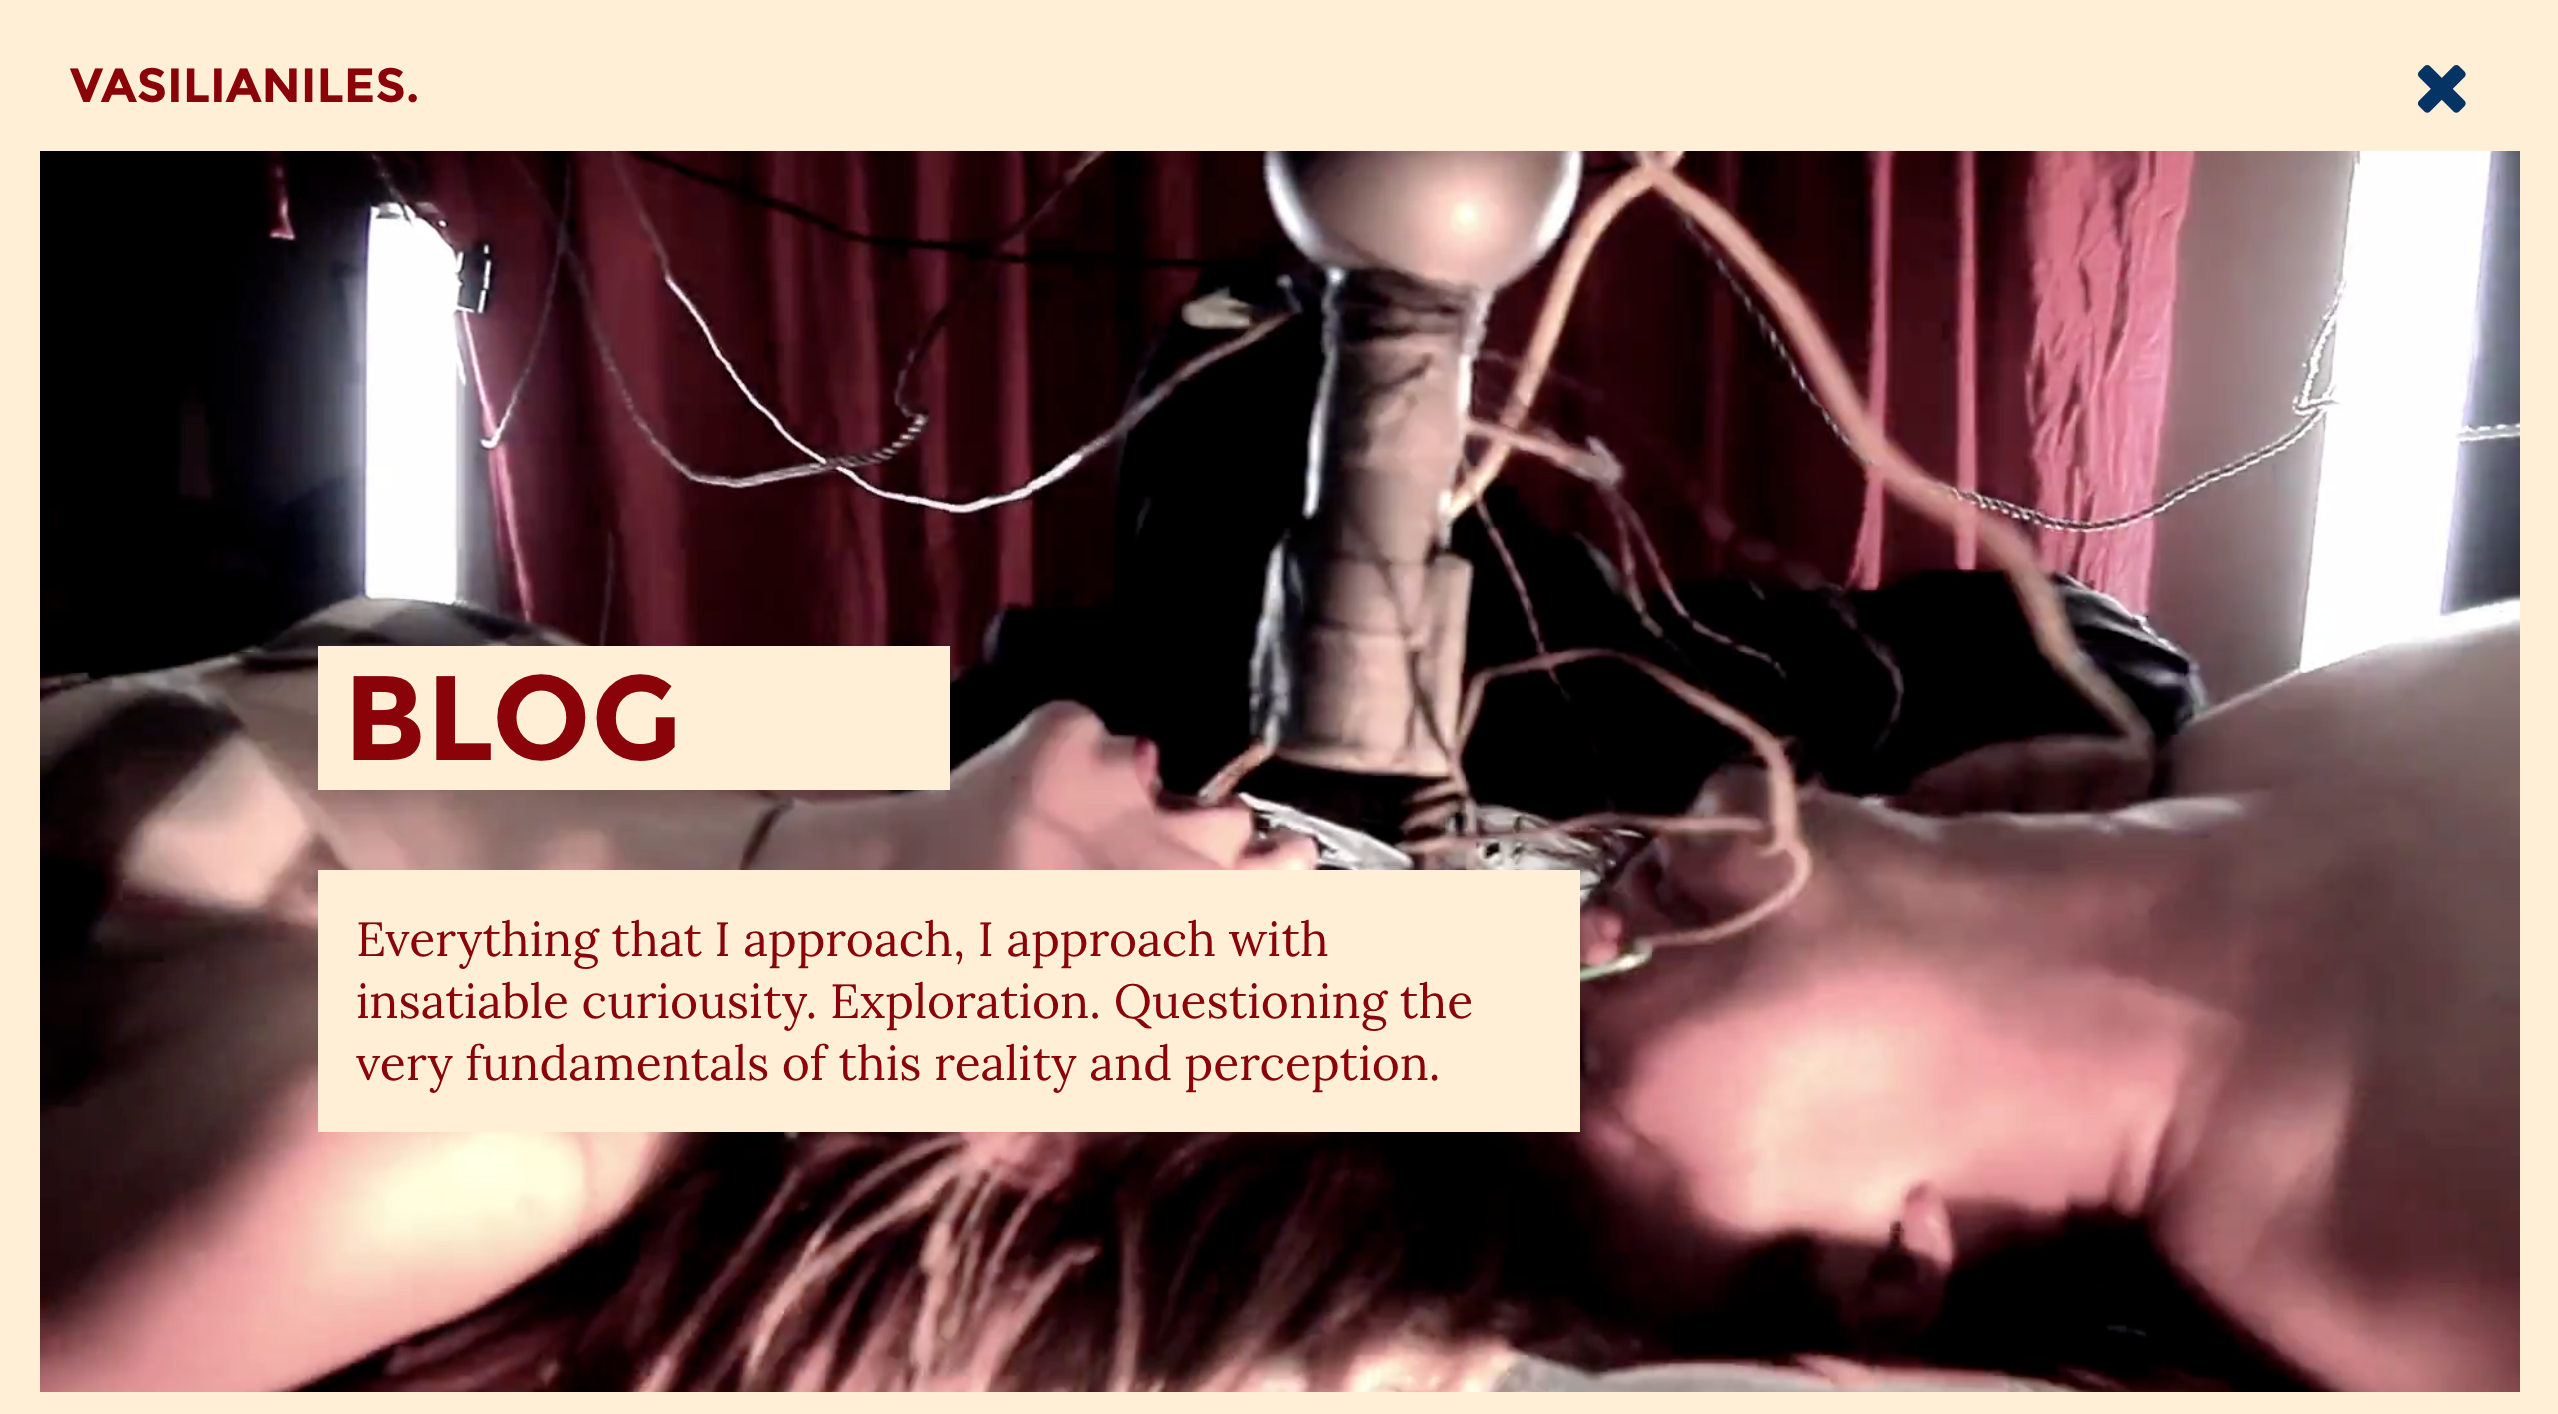 VASILIANILES.
BLOG
Everything that I approach, I approach with
insatiable curiousity. Exploration. Questioning the
very fundamentals of this reality and perception.